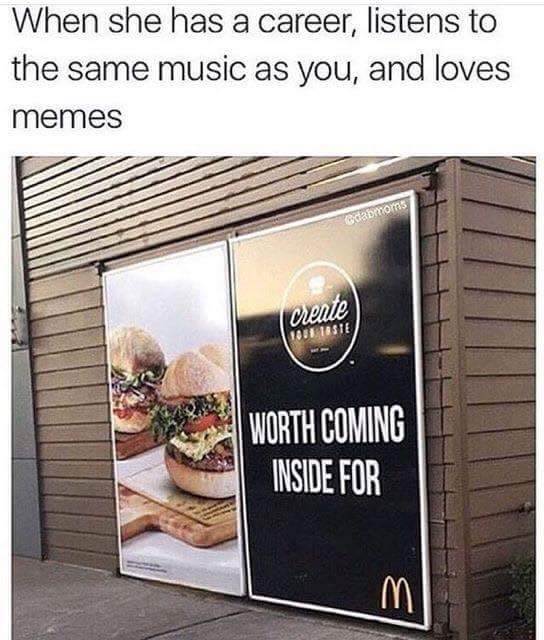 When she has a career, listens to
the same music as you, and loves
memes
@dabmoms
create
YOUR TASTE
WORTH COMING
INSIDE FOR
M